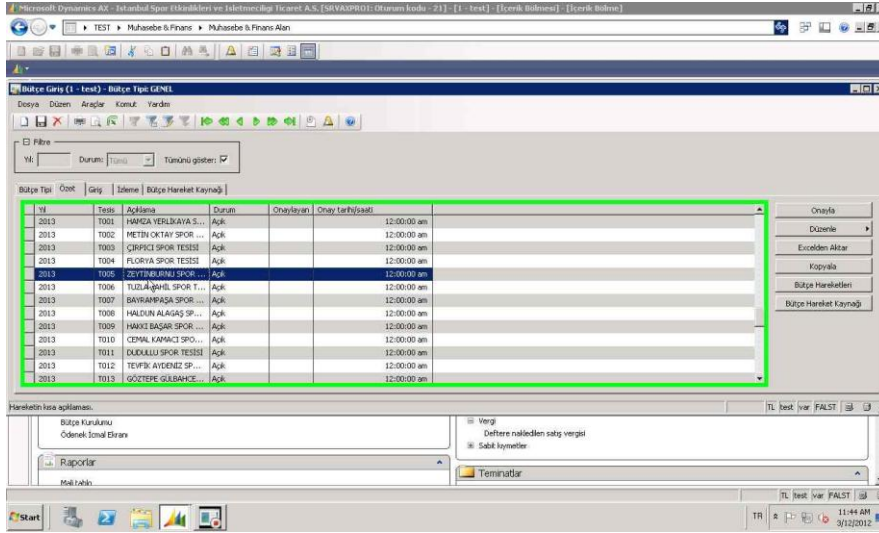 Microsoft Dynamics AX - Istanbul Spor Etkinlikleri ve Isletmeciligi Ticaret A.S. [SRVAXPRO1: Oturum kodu - 21] - [1 - test] - [İçerik Bölmesi] - [İçerik Bölme]
TEST Muhasebe & Finans Muhasebe & Finans Alan
Bütçe Giriş (1 - test) - Bütçe Tipi: GENEL
Dosya Düzen Araçlar Komut Yardım
Filtre
Yıl: Durum: Tümü Tümünü göster:
Bütçe Tipi Özet Giriş İzleme Bütçe Hareket Kaynağı
Yıl Tesis Açıklama Durum Onaylayan Onay tarihi/saati
2013 T001 HAMZA YERLİKAYA S... Açık 12:00:00 am
2013 T002 METİN OKTAY SPOR ... Açık 12:00:00 am
2013 T003 ÇIRPICI SPOR TESİSİ Açık 12:00:00 am
2013 T004 FLORYA SPOR TESİSİ Açık 12:00:00 am
2013 T005 ZEYTİNBURNU SPOR ... Açık 12:00:00 am
2013 T006 TUZLA SAHİL SPOR T... Açık 12:00:00 am
2013 T007 BAYRAMPAŞA SPOR ... Açık 12:00:00 am
2013 T008 HALDUN ALAGAŞ SP... Açık 12:00:00 am
2013 T009 HAKKI BAŞAR SPOR ... Açık 12:00:00 am
2013 T010 CEMAL KAMACI SPO... Açık 12:00:00 am
2013 T011 DUDULLU SPOR TESİSİ Açık 12:00:00 am
2013 T012 TEVFİK AYDENİZ SP... Açık 12:00:00 am
2013 T013 GÖZTEPE GÜLBAHÇE... Açık 12:00:00 am
Onayla
Düzenle
Excelden Aktar
Kopyala
Bütçe Hareketleri
Bütçe Hareket Kaynağı
Hareketin kısa açıklaması.
TL test var FALST
Bütçe Kurulumu
Ödenek İcmal Ekranı
Raporlar
Mali tablo
Vergi
Deftere nakledilen satış vergisi
Sabit kıymetler
Teminatlar
TL test var FALST
Start
TR
11:44 AM
3/12/2012